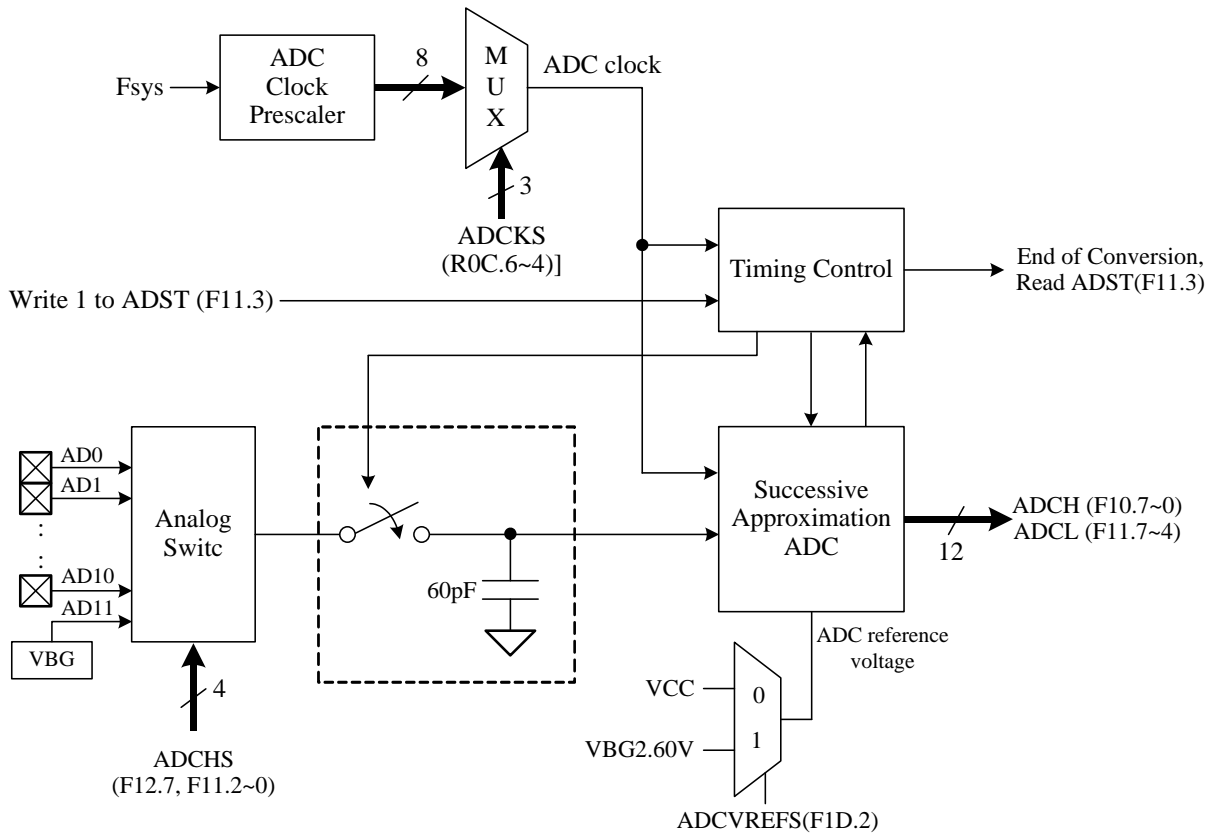 ADC
Clock
Prescaler
Fsys
8
M
U
X
ADC clock
3
ADCKS
(R0C.6~4)]
Timing Control
End of Conversion,
Read ADST(F11.3)
Write 1 to ADST (F11.3)
AD0
AD1
AD10
AD11
VBG
Analog
Switc
4
ADCHS
(F12.7, F11.2~0)
60pF
Successive
Approximation
ADC
12
ADCH (F10.7~0)
ADCL (F11.7~4)
ADC reference
voltage
VCC
0
VBG2.60V
1
ADCVREFS(F1D.2)